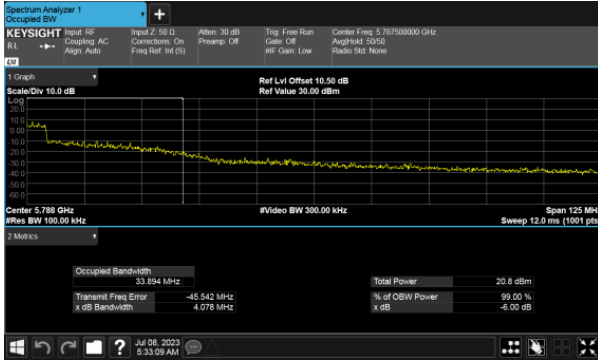 Spectrum Analyzer 1
Occupied BW
+
KEYSIGHT Input: RF Input Z: 50 Ω Atten: 30 dB Trig: Free Run Center Freq: 5.787500000 GHz
R L Coupling: AC Corrections: On Preamp: Off Gate: Off Avg|Hold: 50/50
Align: Auto Freq Ref: Int (S) #IF Gain: Low Radio Std: None
LXI
1 Graph
Ref Lvl Offset 10.50 dB
Scale/Div 10.0 dB Ref Value 30.00 dBm
Log
20.0
10.0
0.00
-10.0
-20.0
-30.0
-40.0
-50.0
-60.0
Center 5.788 GHz #Video BW 300.00 kHz Span 125 MH
#Res BW 100.00 kHz Sweep 12.0 ms (1001 pts
2 Metrics
Occupied Bandwidth
33.894 MHz Total Power 20.8 dBm
Transmit Freq Error -45.542 MHz % of OBW Power 99.00 %
x dB Bandwidth 4.078 MHz x dB -6.00 dB
? Jul 08, 2023
5:33:09 AM